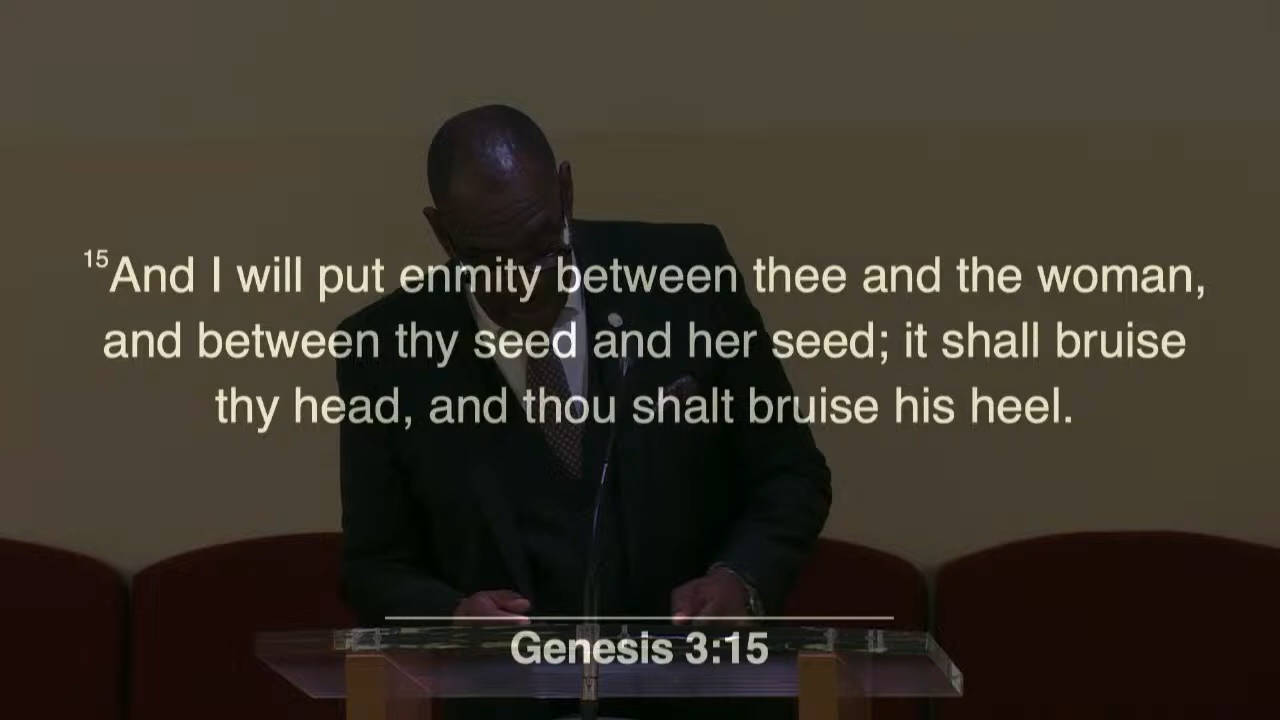 15And I will put enmity between thee and the woman,
and between thy seed and her seed; it shall bruise
thy head, and thou shalt bruise his heel.
Genesis 3:15